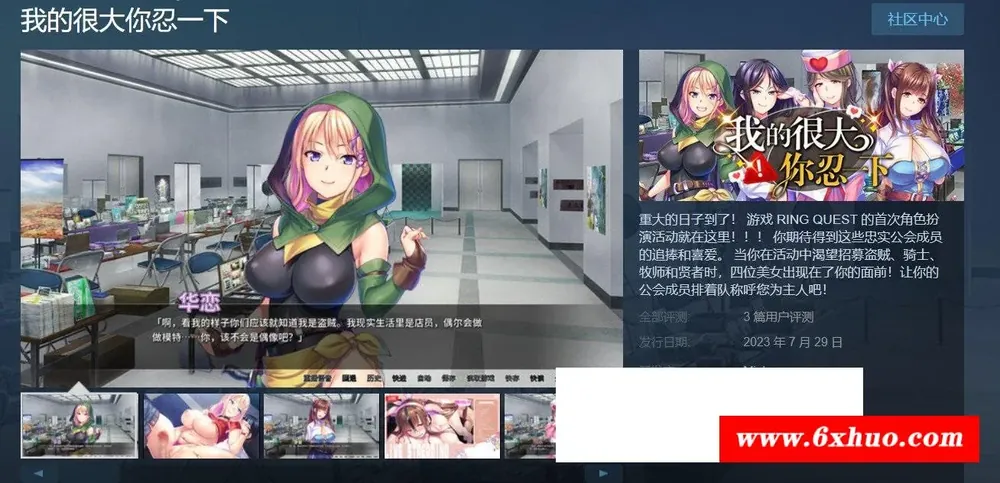 我的很大你忍一下
社区中心
华恋
「啊，看我的样子你们应该就知道我是盗贼。我现实生活里是店员，偶尔会做
做模特……你，该不会是偶像吧？」
回退 历史 快进 自动
我的很大
你忍一下
重大的日子到了！ 游戏 RING QUEST 的首次角色扮
演活动就在这里！！！ 你期待得到这些忠实公会成员
的追捧和喜爱。 当你在活动中渴望招募盗贼、骑士、
牧师和贤者时，四位美女出现在了你的面前！让你的
公会成员排着队称呼您为主人吧！
全部评测: 3 篇用户评测
发行日期: 2023 年 7 月 29 日
www.6xhuo.com